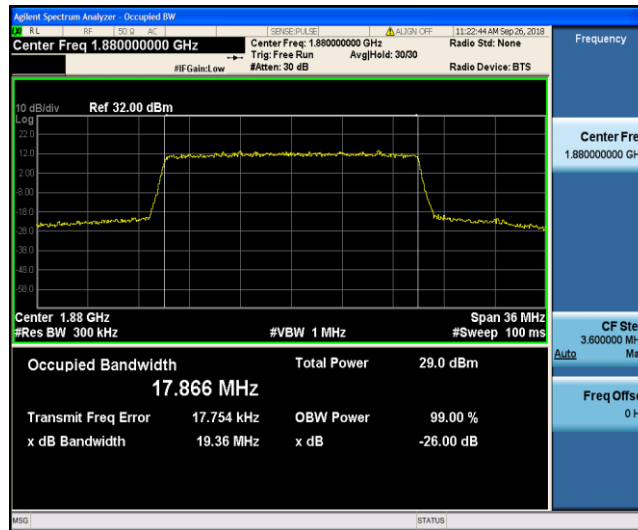 Agilent Spectrum Analyzer - Occupied BW
RL RF 50 Ω AC SENSE:PULSE ALIGN OFF 11:22:44 AM Sep 26, 2018
Center Freq 1.880000000 GHz Center Freq: 1.880000000 GHz Radio Std: None
Trig: Free Run Avg|Hold: 30/30
#IFGain:Low #Atten: 30 dB Radio Device: BTS
Frequency
10 dB/div Ref 32.00 dBm
Log
22.0
12.0
2.00
-8.00
-18.0
-28.0
-38.0
-48.0
-58.0
Center 1.88 GHz Span 36 MHz
#Res BW 300 kHz #VBW 1 MHz #Sweep 100 ms
Occupied Bandwidth Total Power 29.0 dBm
17.866 MHz
Transmit Freq Error 17.754 kHz OBW Power 99.00 %
x dB Bandwidth 19.36 MHz x dB -26.00 dB
Center Fre
1.880000000 GH
CF Ste
3.600000 MH
Auto Ma
Freq Offse
0 H
MSG STATUS